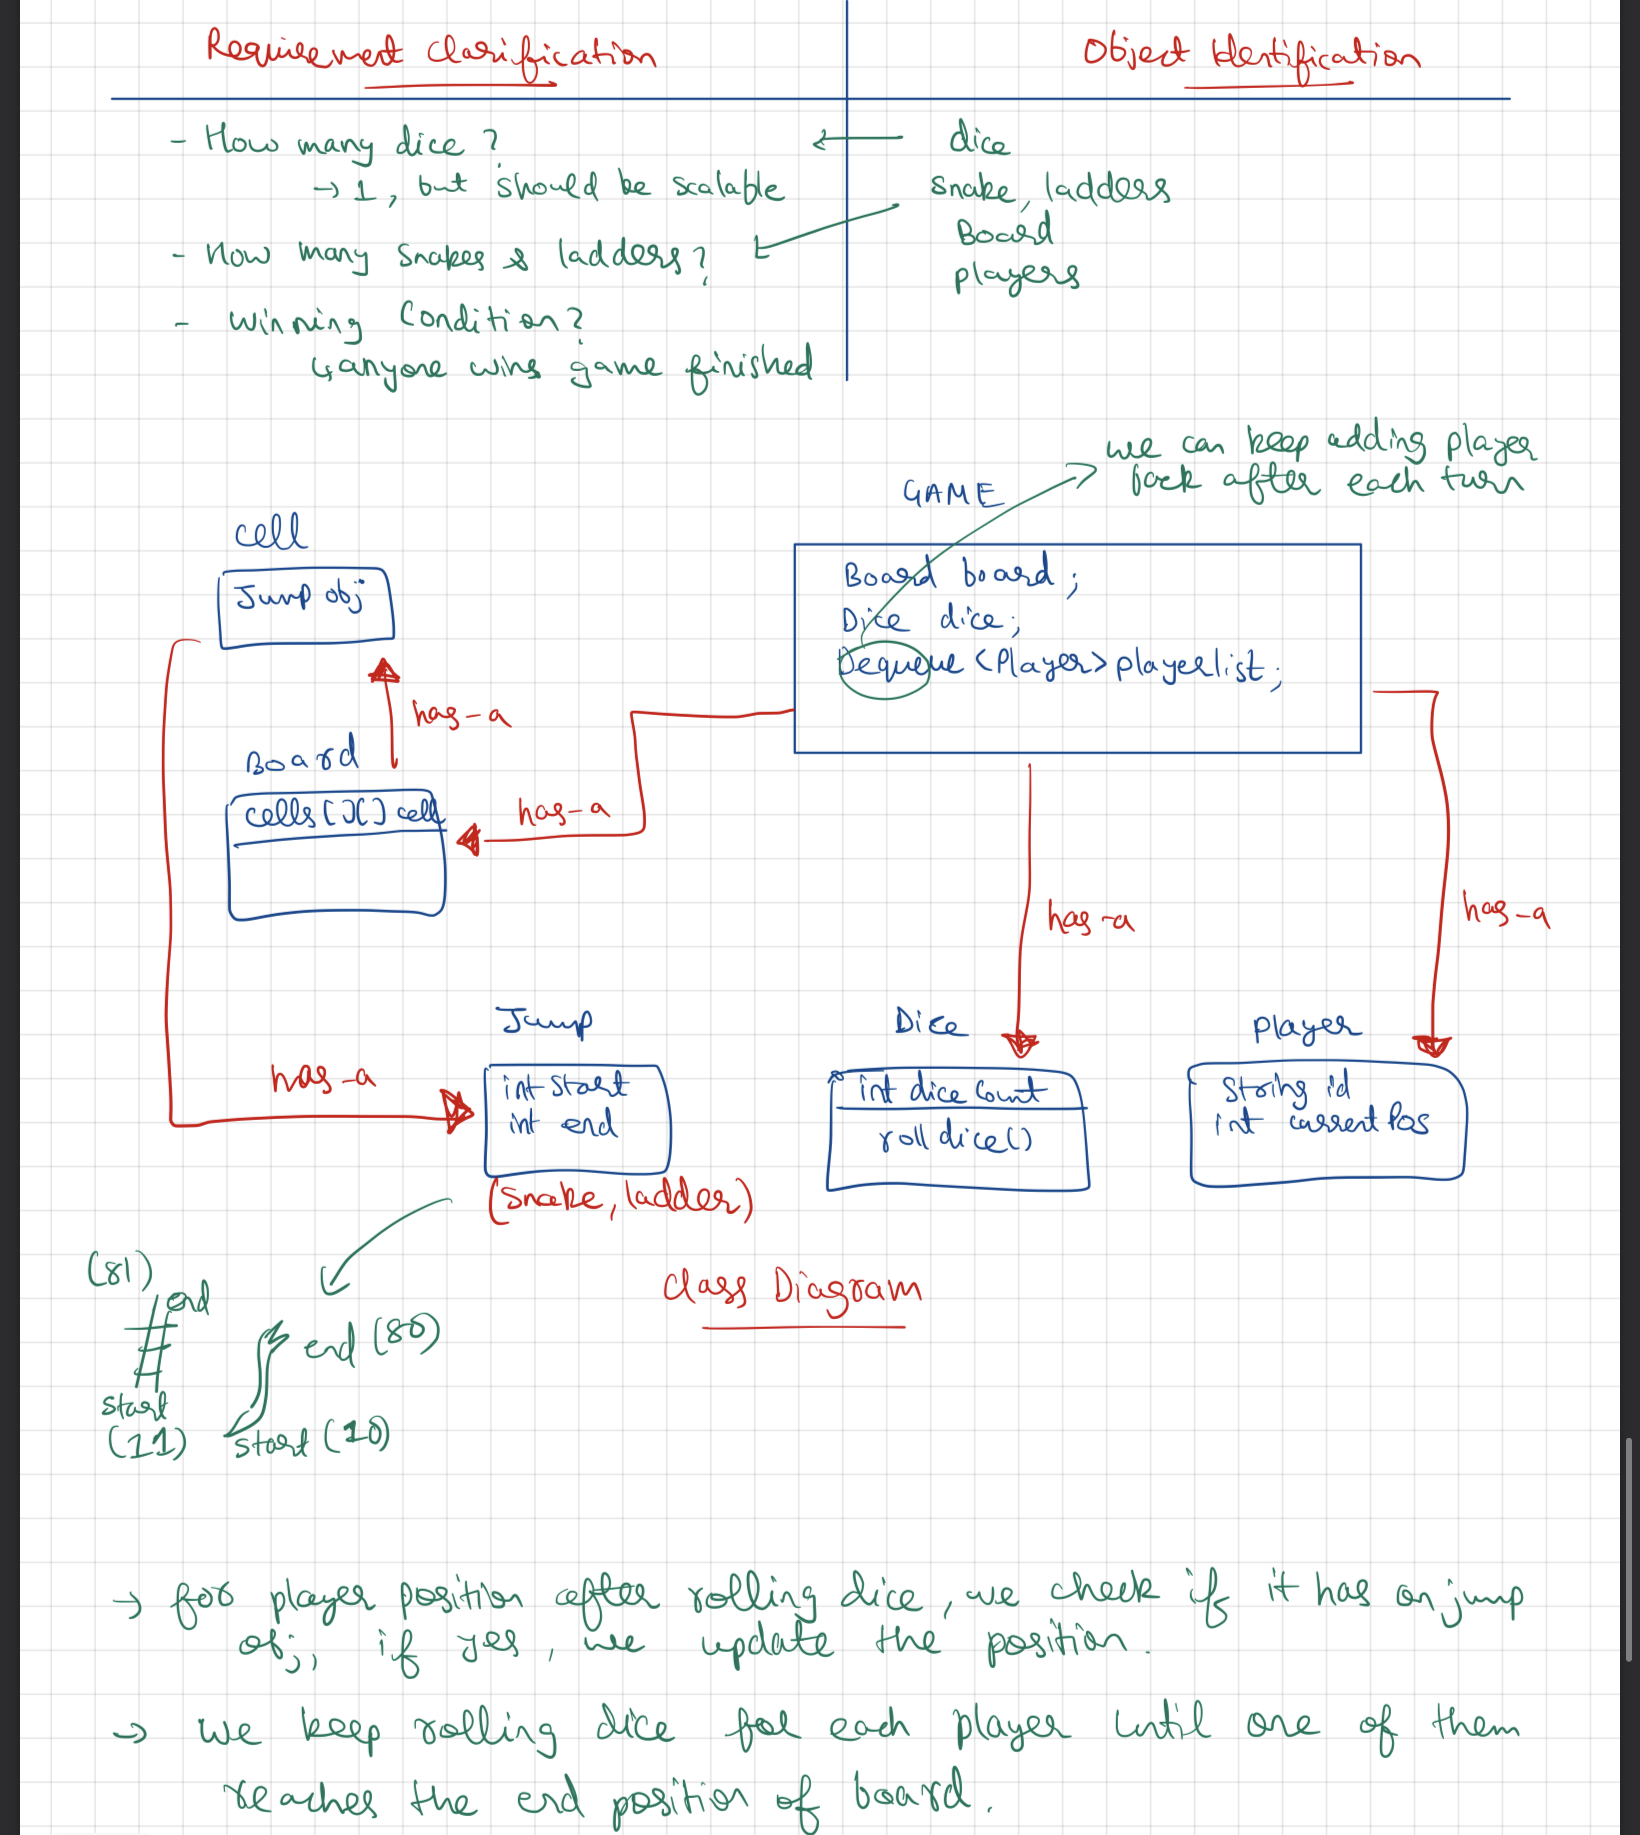 Requirement Clarification
Object Identification
- How many dice ?
→ 1, but should be scalable
- How many snakes & ladders?
- Winning Condition?
↳ anyone wins game finished
dice
snake, ladders
Board
players
we can keep adding player
back after each turn
GAME
Board board ;
Dice dice;
Dequeue <Player> playerlist;
cell
Jump obj
has-a
Board
cells [][] cell
has-a
has-a
has-a
has-a
Jump
int start
int end
(snake, ladder)
Dice
int dice Count
roll dice()
player
String id
int current Pos
Class Diagram
(81)
end
start
(11)
end (80)
start (10)
→ for player position after rolling dice, we check if it has an jump
obj, if yes, we update the position.
→ we keep rolling dice for each player until one of them
reaches the end position of board.